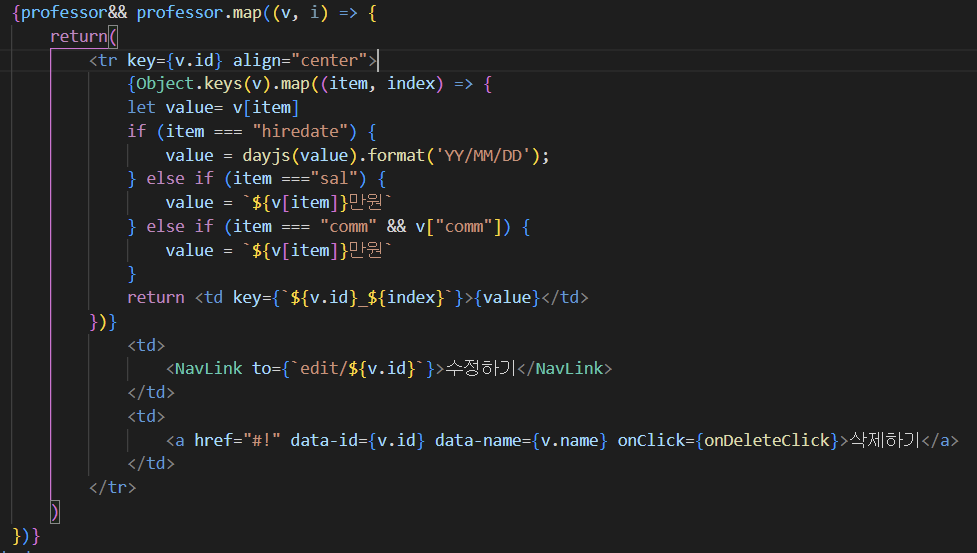 {professor&& professor.map((v, i) => {
return(
<tr key={v.id} align="center">
{Object.keys(v).map((item, index) => {
let value= v[item]
if (item === "hiredate") {
value = dayjs(value).format('YY/MM/DD');
} else if (item ==="sal") {
value = `${v[item]}만원`
} else if (item === "comm" && v["comm"]) {
value = `${v[item]}만원`
}
return <td key={`${v.id}_${index}`}>{value}</td>
})}
<td>
<NavLink to={`edit/${v.id}`}>수정하기</NavLink>
</td>
<td>
<a href="#!" data-id={v.id} data-name={v.name} onClick={onDeleteClick}>삭제하기</a>
</td>
</tr>
)
})}